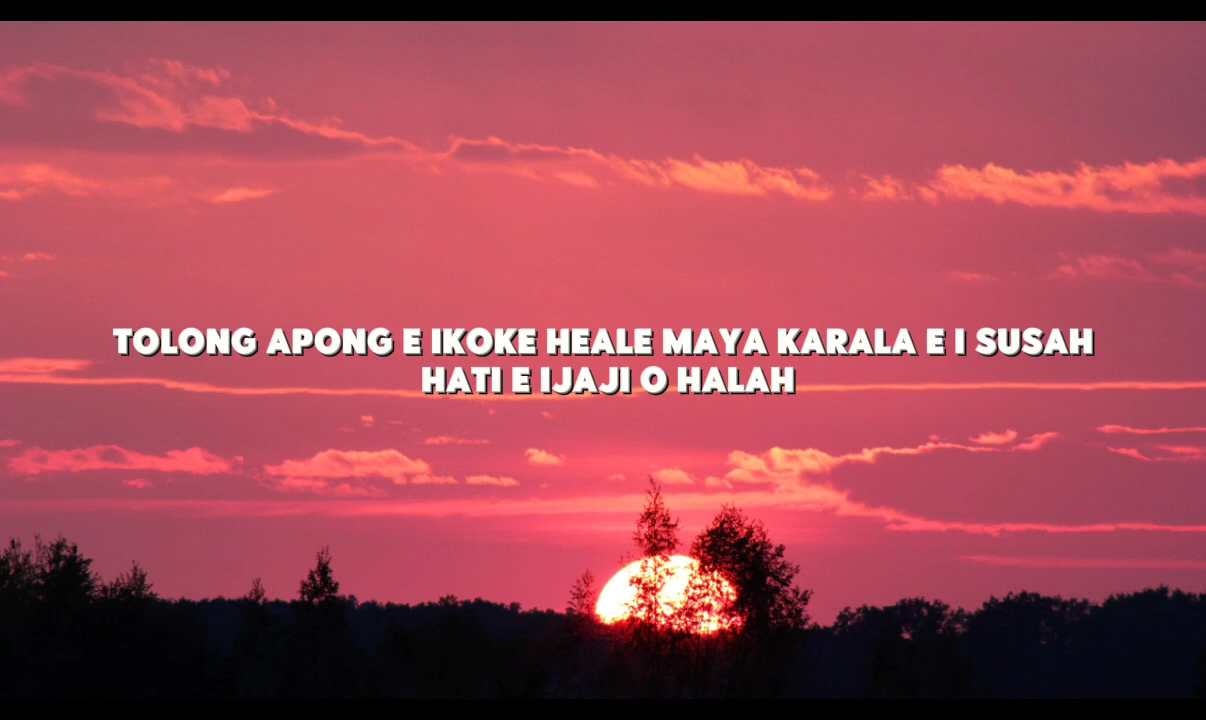 TOLONG APONG E IKOKE HEALE MAYA KARALA E I SUSAH
HATI E IJAJI O HALAH